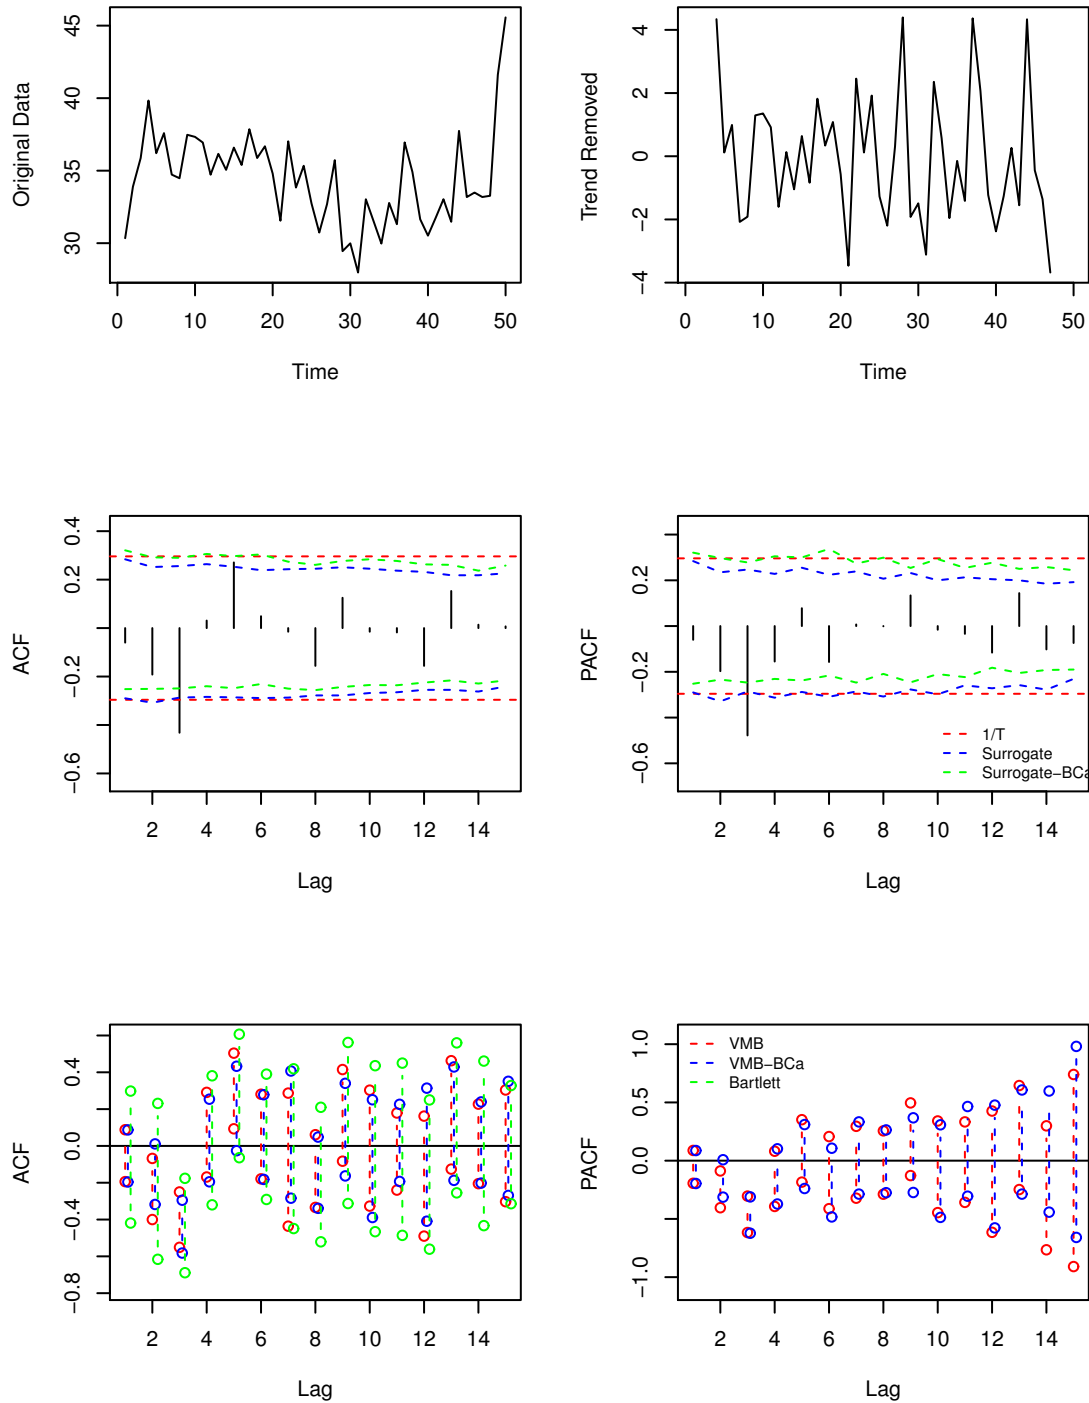 Original Data
45
40
35
30
0 10 20 30 40 50
Time
Trend Removed
4
2
0
−2
−4
0 10 20 30 40 50
Time
ACF
0.4
0.2
−0.2
−0.6
2 4 6 8 10 12 14
Lag
PACF
0.2
−0.2
−0.6
1/T
Surrogate
Surrogate−BCa
2 4 6 8 10 12 14
Lag
ACF
0.4
0.0
−0.4
−0.8
2 4 6 8 10 12 14
Lag
PACF
1.0
0.5
0.0
−1.0
VMB
VMB−BCa
Bartlett
2 4 6 8 10 12 14
Lag